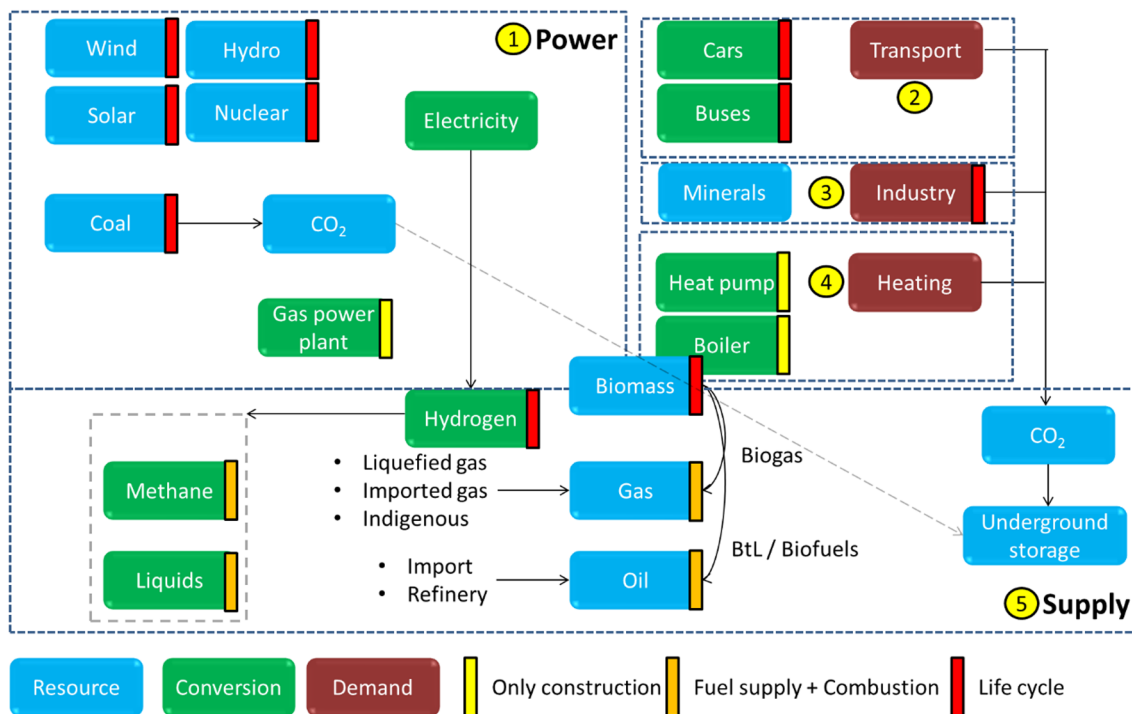 Wind
Hydro
1 Power
Solar
Nuclear
Electricity
Coal
CO₂
Gas power
plant
Cars
Transport
2
Buses
Minerals
3
Industry
Heat pump
4
Heating
Boiler
Biomass
Hydrogen
CO₂
Biogas
• Liquefied gas
• Imported gas
• Indigenous
Methane
Gas
Underground
storage
BtL / Biofuels
• Import
• Refinery
Liquids
Oil
5 Supply
Resource
Conversion
Demand
Only construction
Fuel supply + Combustion
Life cycle